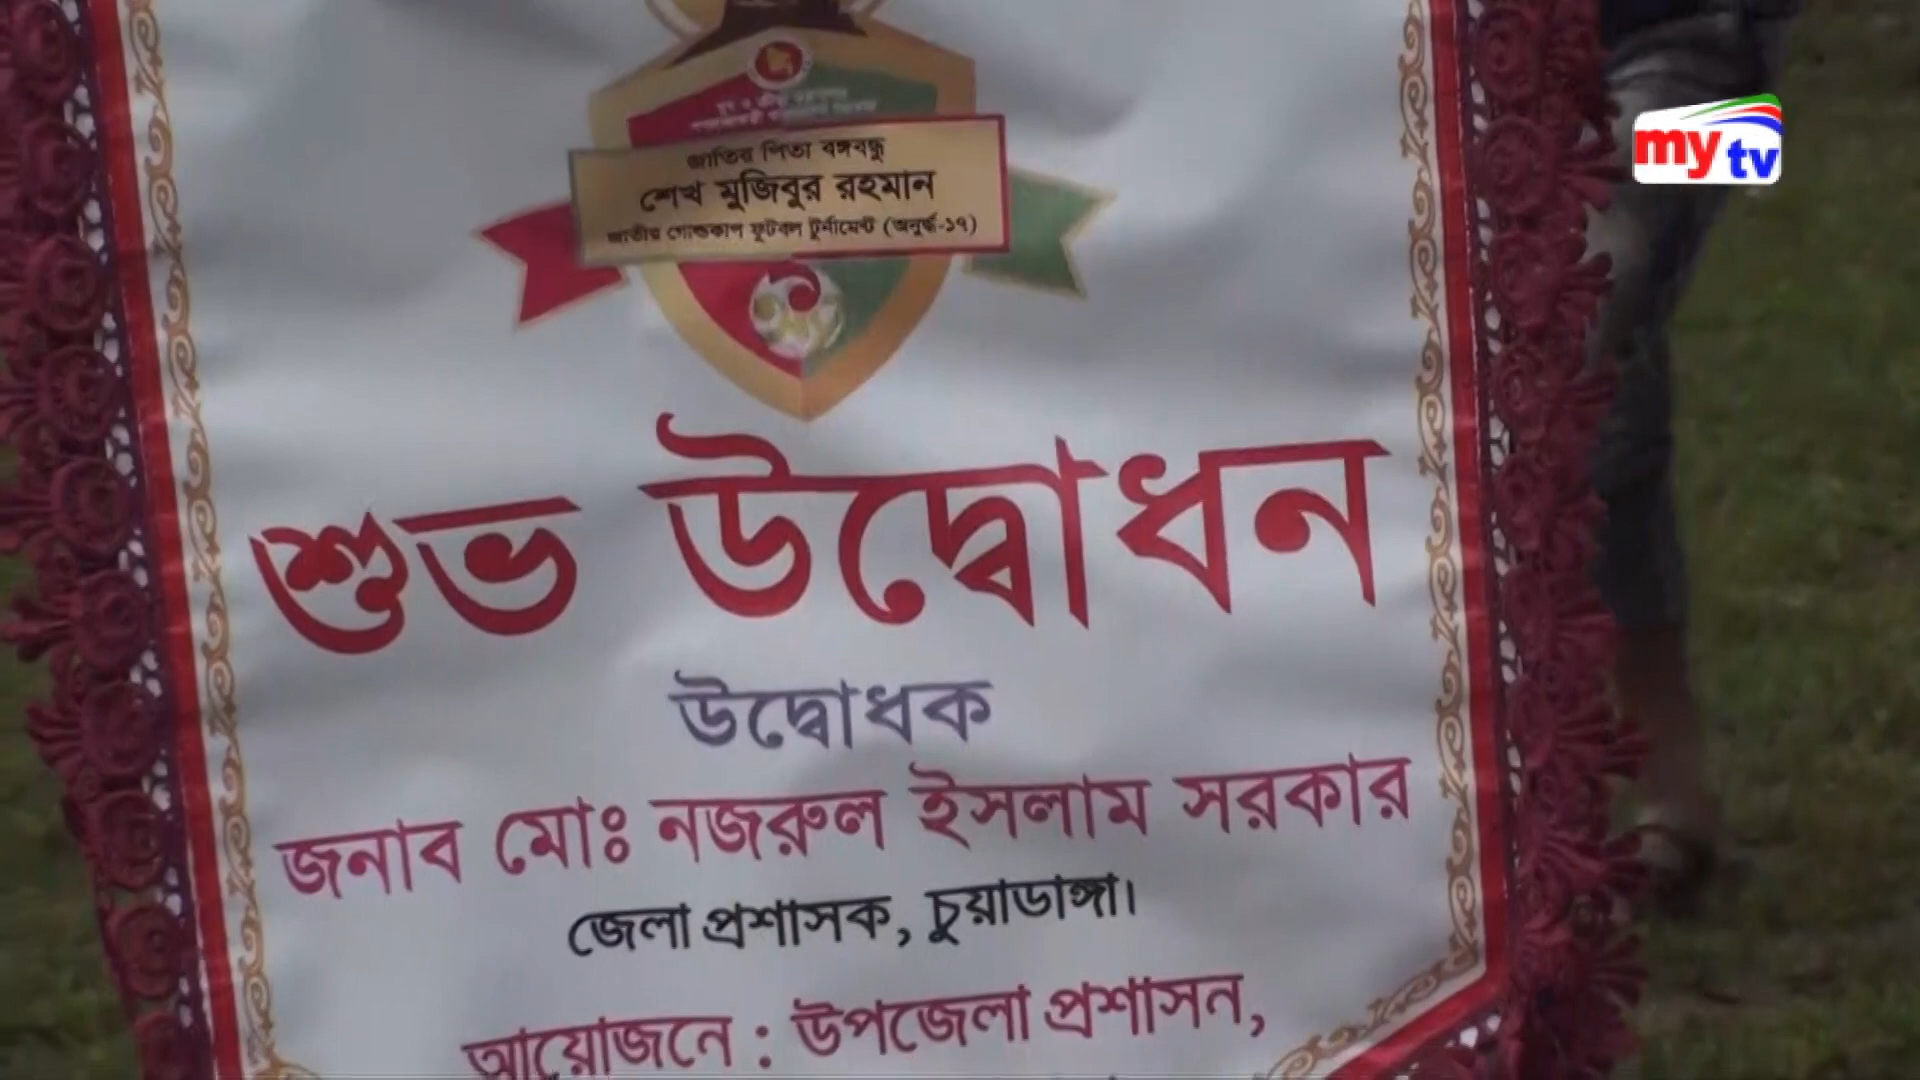 জাতির পিতা বঙ্গবন্ধু
শেখ মুজিবুর রহমান
জাতীয় গোল্ডকাপ ফুটবল টুর্নামেন্ট (অনুর্দ্ধ-১৭)
my tv
শুভ উদ্বোধন
উদ্বোধক
জনাব মোঃ নজরুল ইসলাম সরকার
জেলা প্রশাসক, চুয়াডাঙ্গা।
আয়োজনে : উপজেলা প্রশাসন,